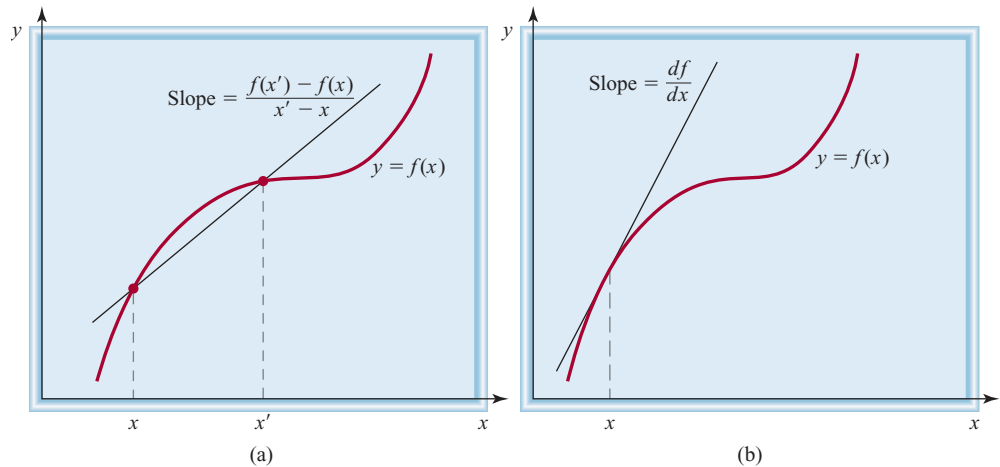 y
Slope = f(x′) − f(x) / x′ − x
y = f(x)
x
x′
x
(a)
y
Slope = df / dx
y = f(x)
x
x
(b)